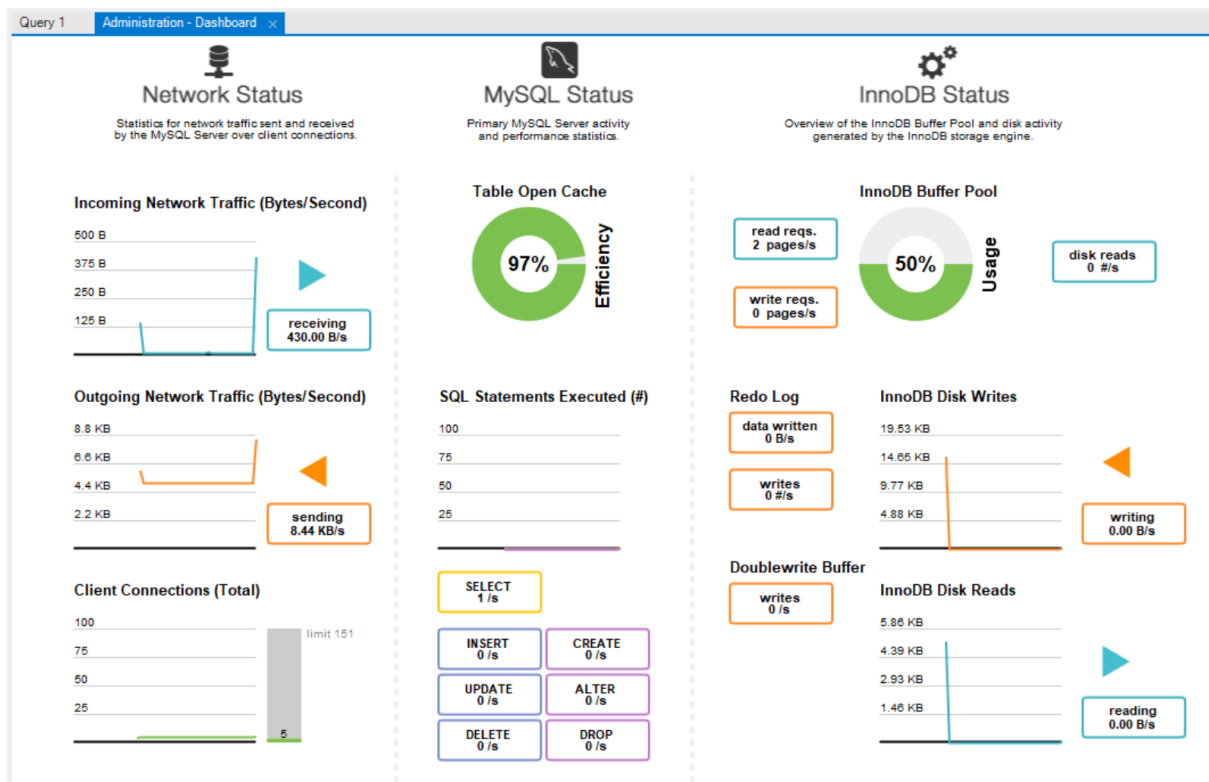 Query 1
Administration - Dashboard ×
Network Status
Statistics for network traffic sent and received
by the MySQL Server over client connections.
Incoming Network Traffic (Bytes/Second)
500 B
375 B
250 B
125 B
receiving
430.00 B/s
Outgoing Network Traffic (Bytes/Second)
8.8 KB
6.6 KB
4.4 KB
2.2 KB
sending
8.44 KB/s
Client Connections (Total)
100
75
50
25
limit 151
5
MySQL Status
Primary MySQL Server activity
and performance statistics.
Table Open Cache
97%
Efficiency
SQL Statements Executed (#)
100
75
50
25
SELECT
1 /s
INSERT
0 /s
CREATE
0 /s
UPDATE
0 /s
ALTER
0 /s
DELETE
0 /s
DROP
0 /s
InnoDB Status
Overview of the InnoDB Buffer Pool and disk activity
generated by the InnoDB storage engine.
InnoDB Buffer Pool
read reqs.
2 pages/s
write reqs.
0 pages/s
50%
Usage
disk reads
0 #/s
Redo Log
data written
0 B/s
writes
0 #/s
Doublewrite Buffer
writes
0 /s
InnoDB Disk Writes
19.53 KB
14.65 KB
9.77 KB
4.88 KB
writing
0.00 B/s
InnoDB Disk Reads
5.86 KB
4.39 KB
2.93 KB
1.46 KB
reading
0.00 B/s